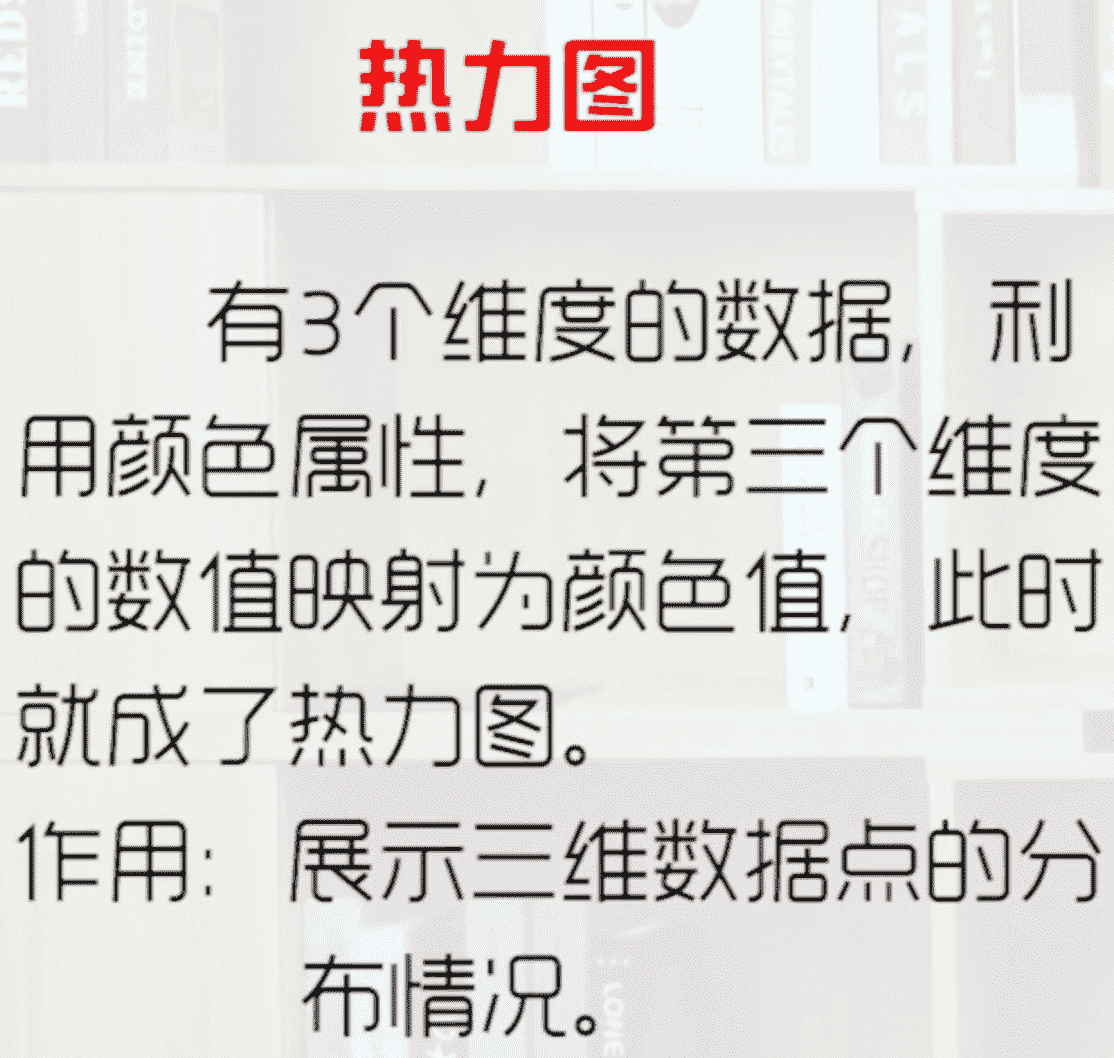 热力图
有3个维度的数据，利
用颜色属性，将第三个维度
的数值映射为颜色值，此时
就成了热力图。
作用：展示三维数据点的分
布情况。